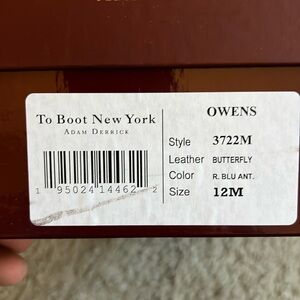 To Boot New York
ADAM DERRICK
1 95024 14462 2
OWENS
Style 3722M
Leather BUTTERFLY
Color R. BLU ANT.
Size 12M